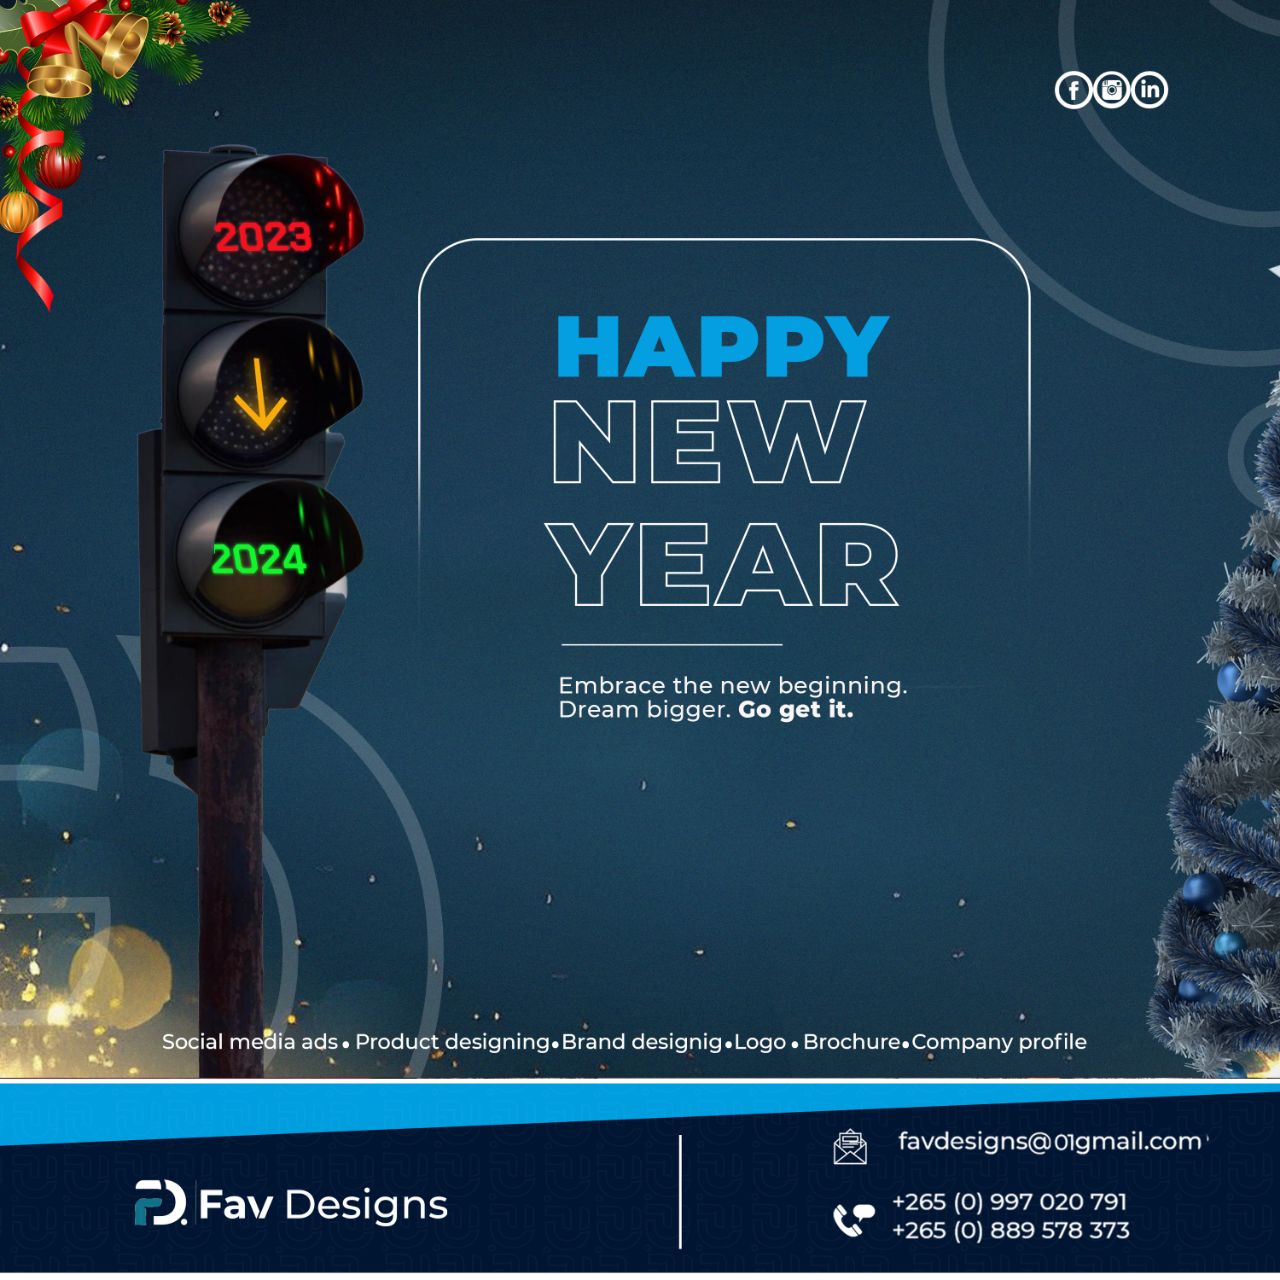 2023
2024
HAPPY
NEW
YEAR
Embrace the new beginning.
Dream bigger. Go get it.
Social media ads • Product designing • Brand designig • Logo • Brochure • Company profile
Fav Designs
favdesigns@01gmail.com
+265 (0) 997 020 791
+265 (0) 889 578 373